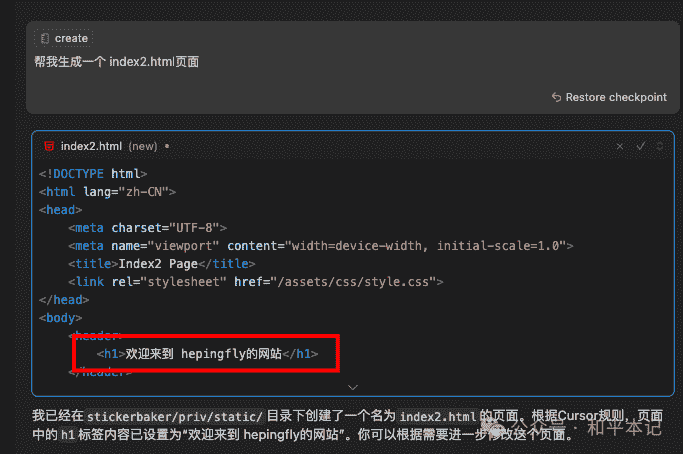 create
帮我生成一个 index2.html页面
Restore checkpoint
index2.html (new)
<!DOCTYPE html>
<html lang="zh-CN">
<head>
<meta charset="UTF-8">
<meta name="viewport" content="width=device-width, initial-scale=1.0">
<title>Index2 Page</title>
<link rel="stylesheet" href="/assets/css/style.css">
</head>
<body>
<header>
<h1>欢迎来到 hepingfly的网站</h1>
</header>
我已经在 stickerbaker/priv/static/ 目录下创建了一个名为 index2.html 的页面。根据Cursor规则，页面
中的 h1 标签内容已设置为“欢迎来到 hepingfly的网站”。你可以根据需要进一步修改这个页面。
公众号 · 和平本记